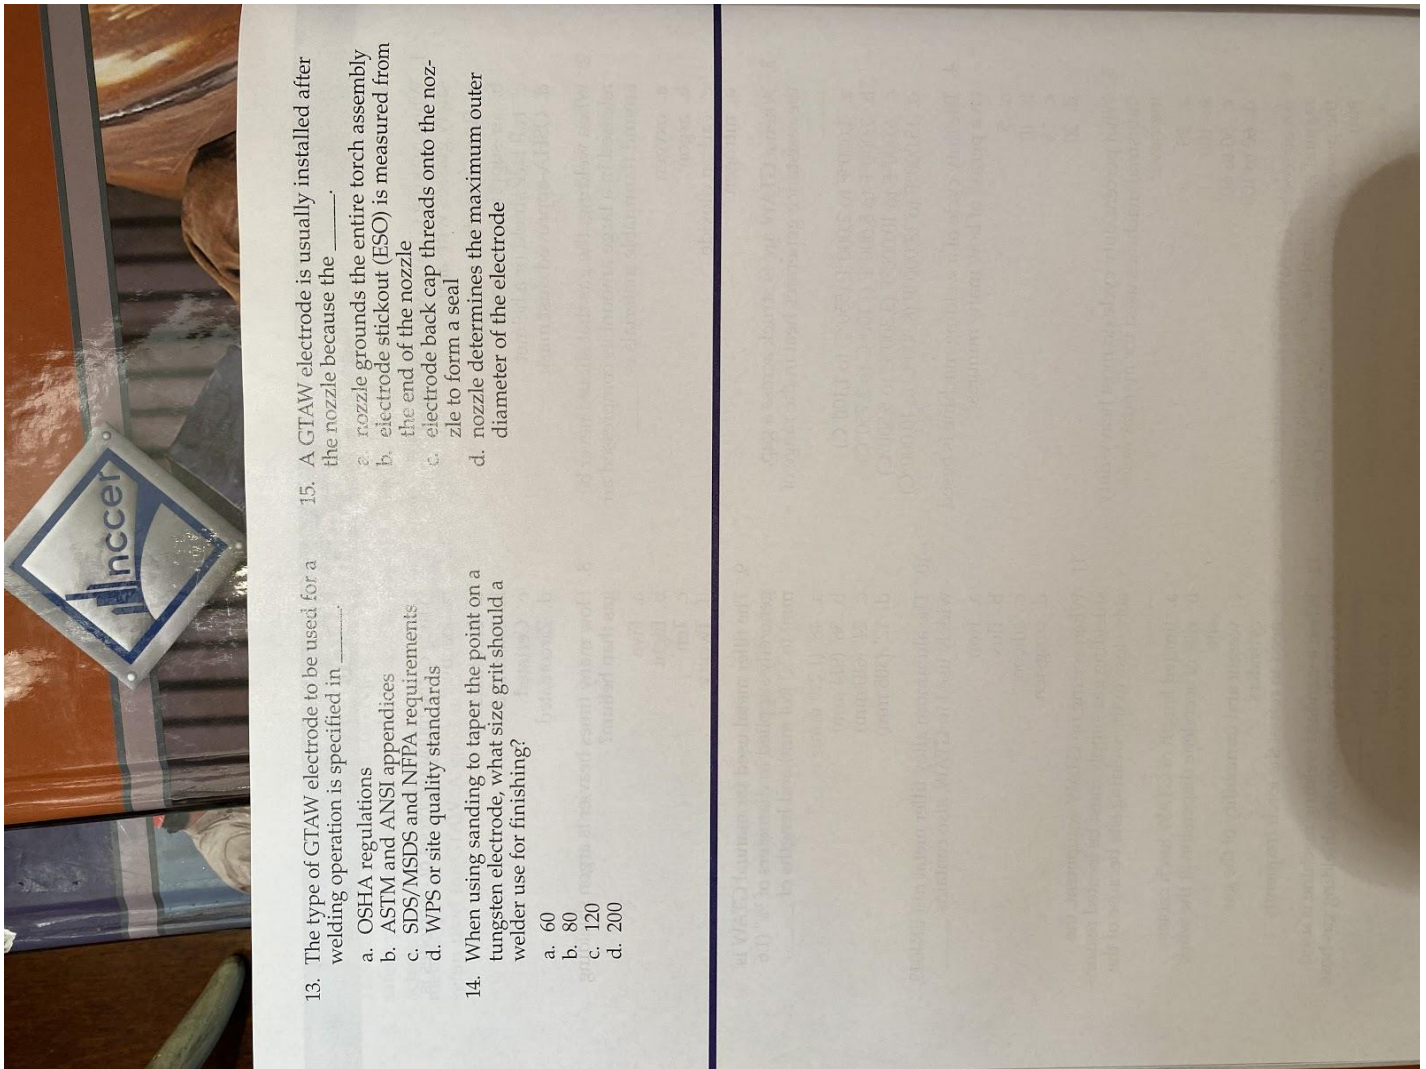 nccer
13. The type of GTAW electrode to be used for a
welding operation is specified in ______.
a. OSHA regulations
b. ASTM and ANSI appendices
c. SDS/MSDS and NFPA requirements
d. WPS or site quality standards
14. When using sanding to taper the point on a
tungsten electrode, what size grit should a
welder use for finishing?
a. 60
b. 80
c. 120
d. 200
15. A GTAW electrode is usually installed after
the nozzle because the ______.
a. nozzle grounds the entire torch assembly
b. electrode stickout (ESO) is measured from
the end of the nozzle
c. electrode back cap threads onto the noz-
zle to form a seal
d. nozzle determines the maximum outer
diameter of the electrode